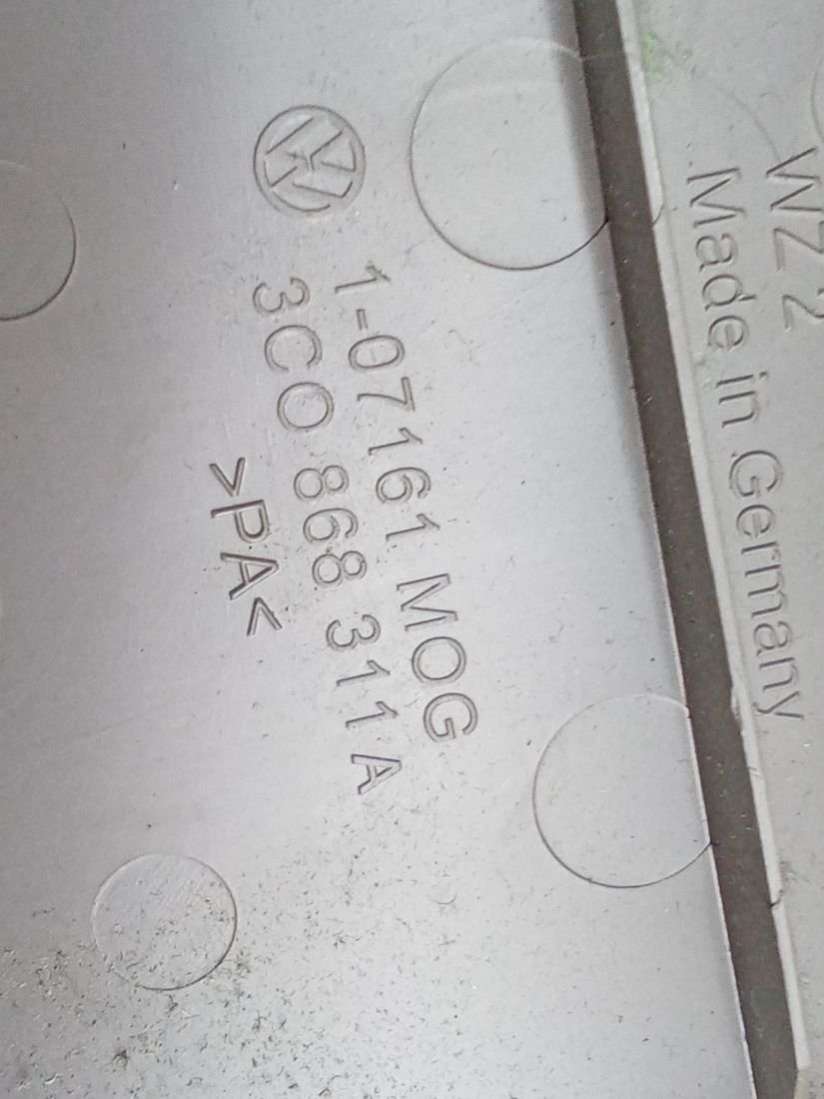 WZ 2
Made in Germany
1-07161 MOG
3C0 868 311 A
>PA<